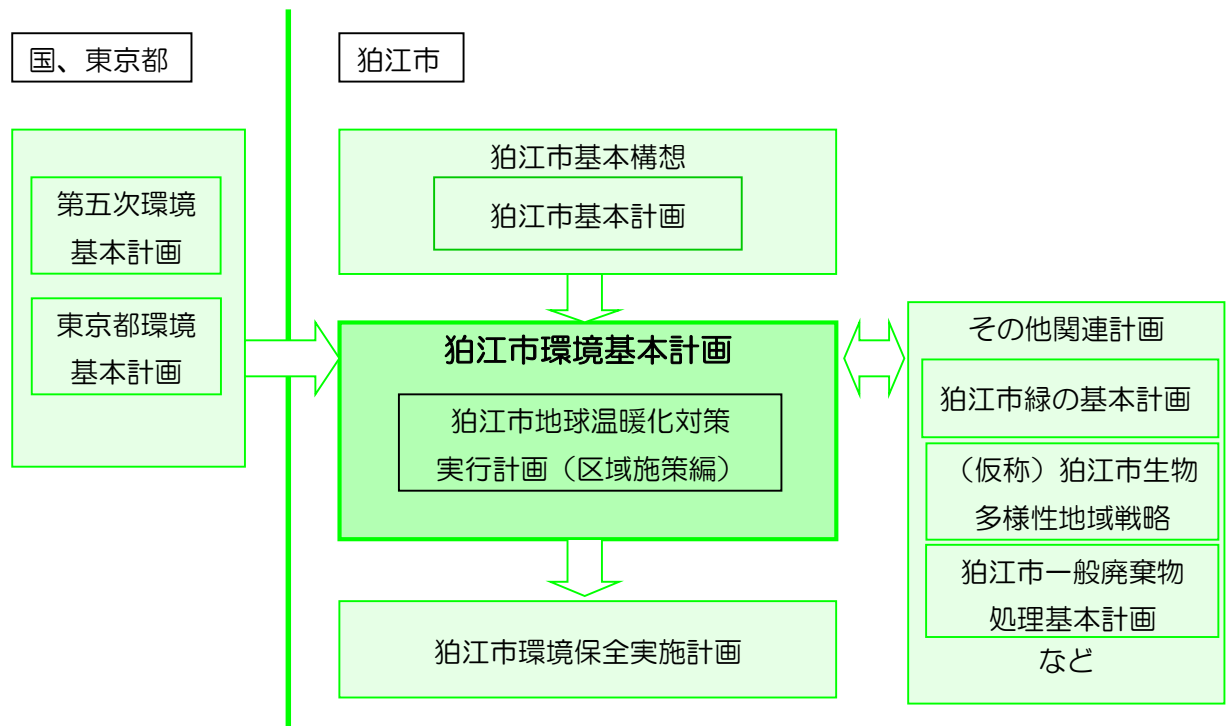 国、東京都
狛江市
第五次環境
基本計画
東京都環境
基本計画
狛江市基本構想
狛江市基本計画
狛江市環境基本計画
狛江市地球温暖化対策
実行計画（区域施策編）
狛江市環境保全実施計画
その他関連計画
狛江市緑の基本計画
（仮称）狛江市生物
多様性地域戦略
狛江市一般廃棄物
処理基本計画
など